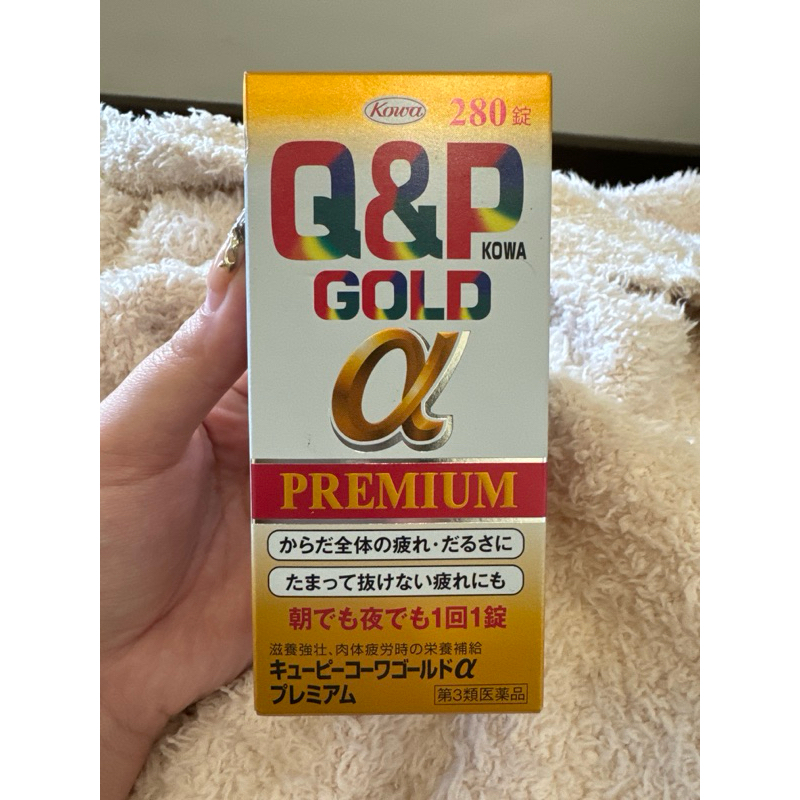 Kowa
280錠
Q&P
KOWA
GOLD
α
PREMIUM
からだ全体の疲れ・だるさに
たまって抜けない疲れにも
朝でも夜でも1回1錠
滋養強壮、肉体疲労時の栄養補給
キューピーコーワゴールドα
プレミアム 第3類医薬品